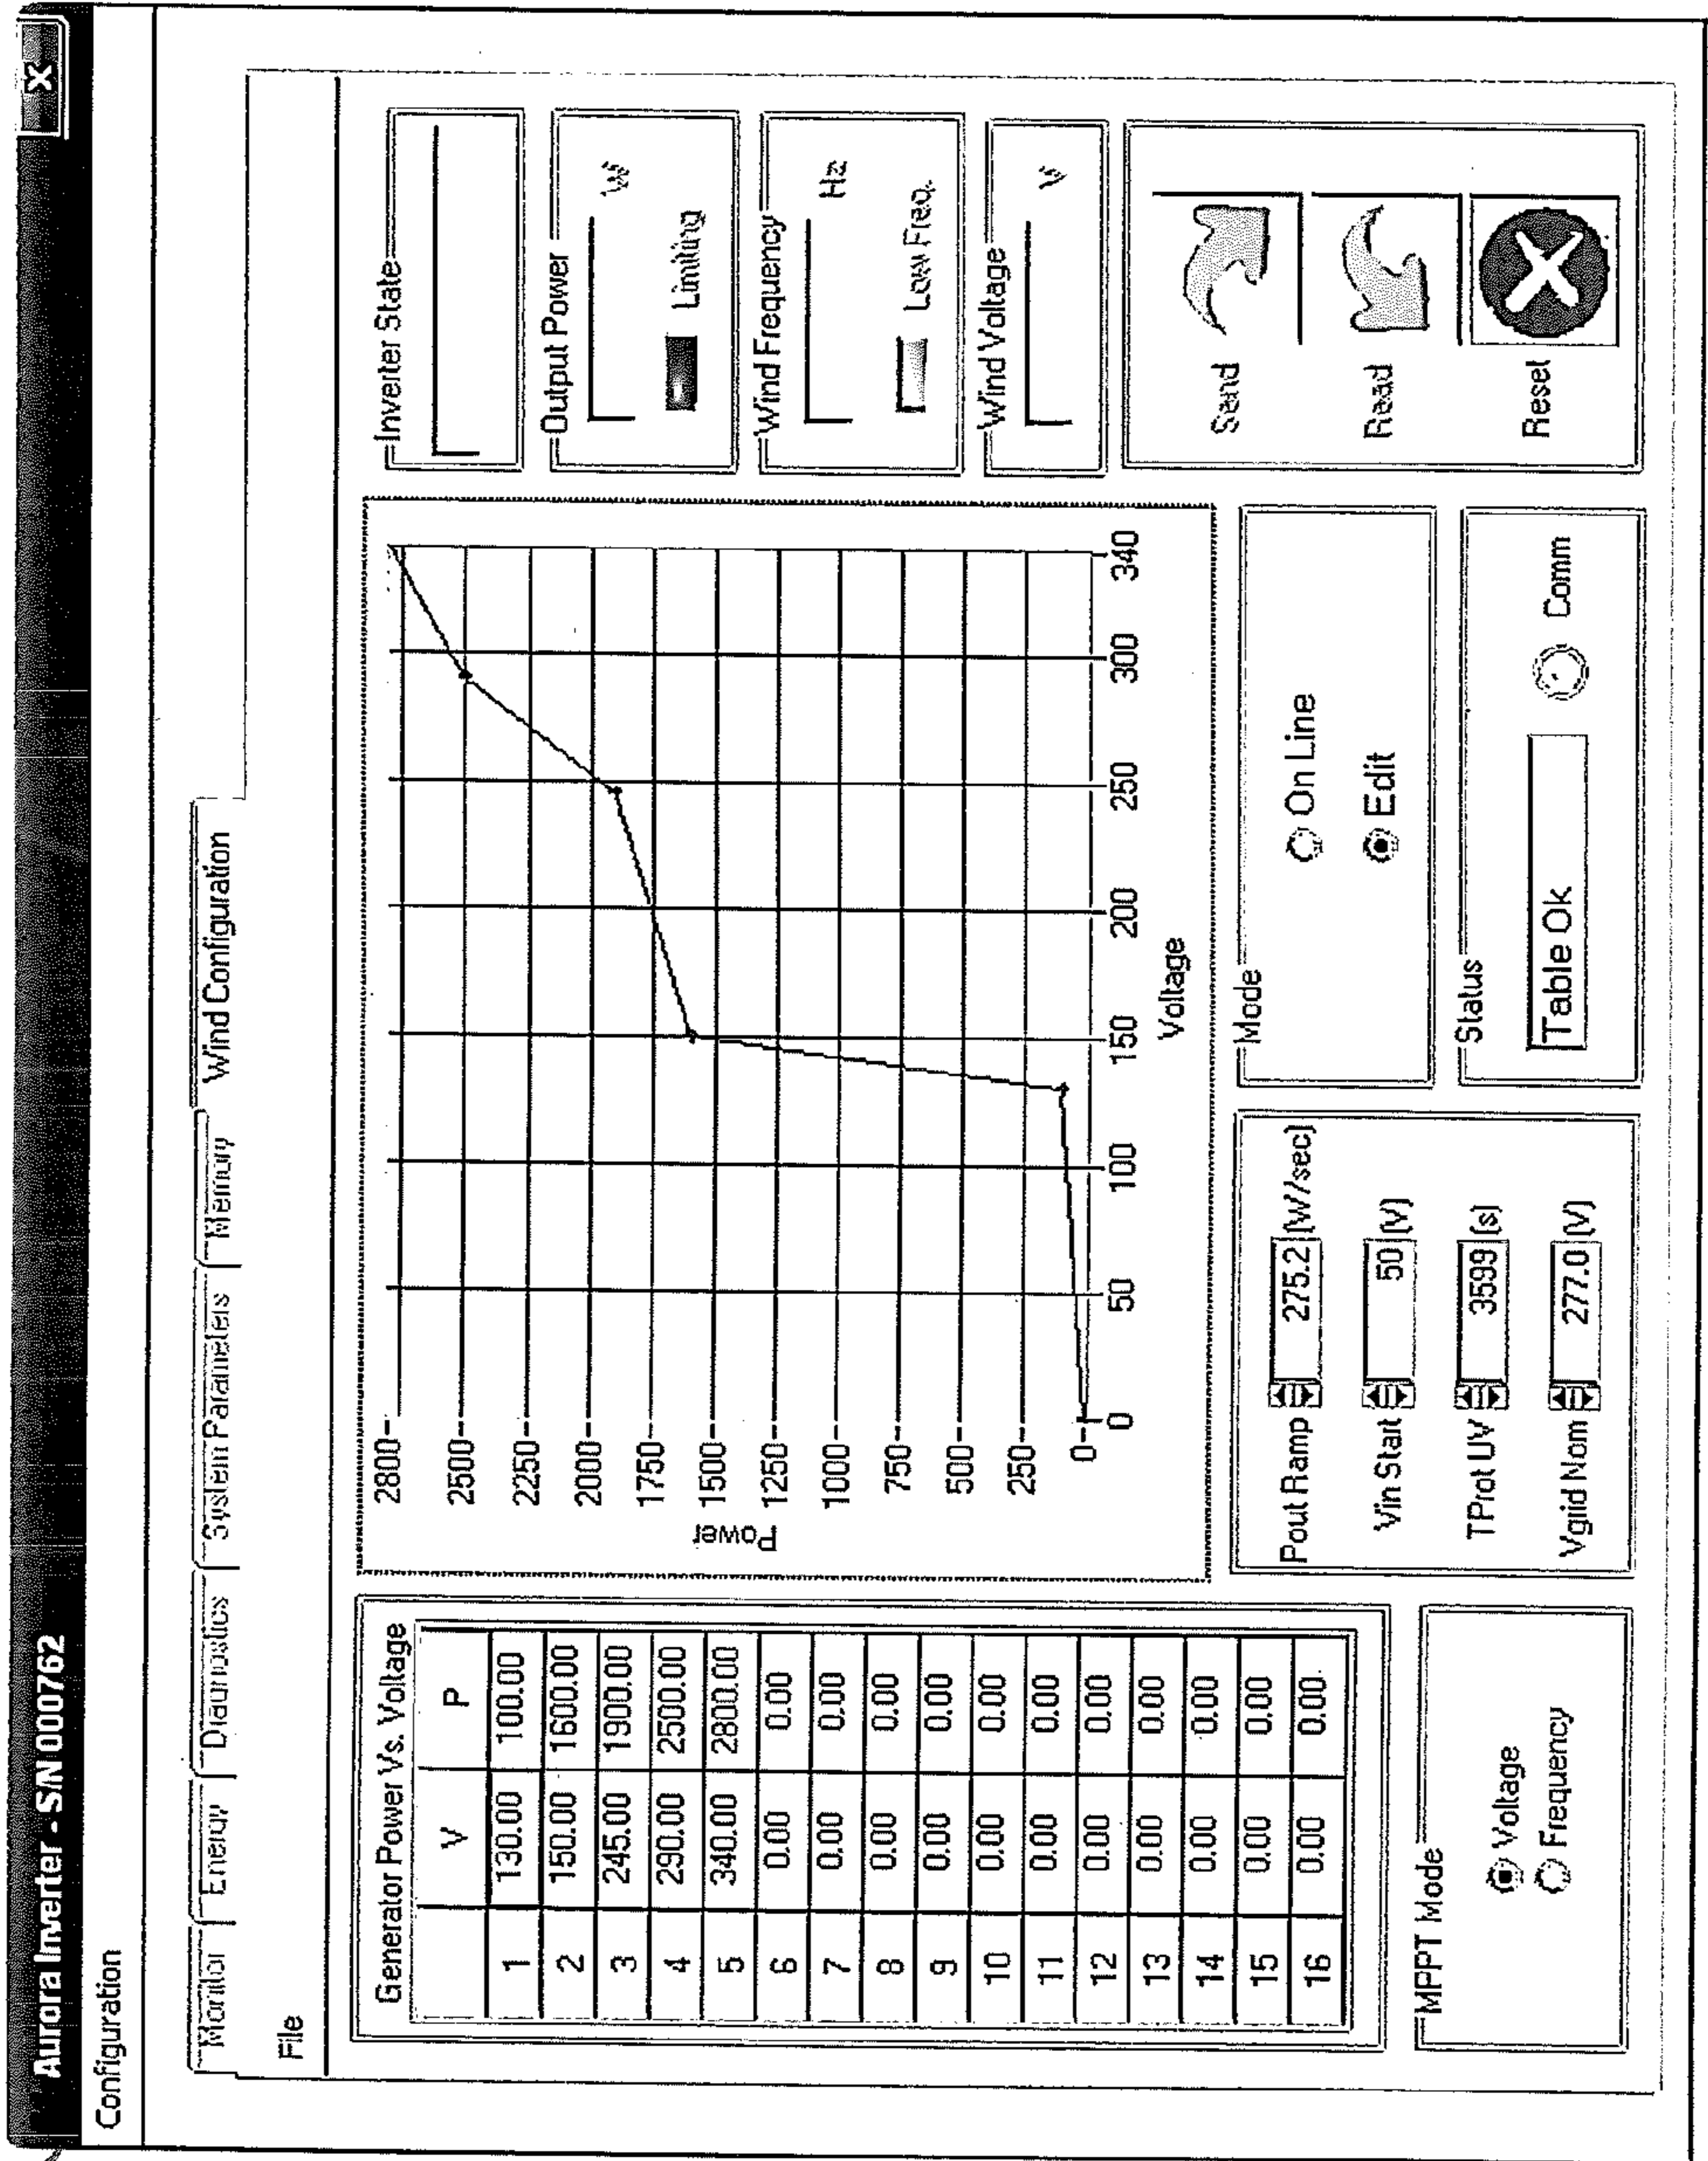 Aurora Inverter - S/N 000762
X
Configuration
Monitor Energy Diagnostics System Parameters Memory Wind Configuration
File
Generator Power Vs. Voltage
V P
1 130.00 100.00
2 150.00 1600.00
3 245.00 1900.00
4 290.00 2500.00
5 340.00 2800.00
6 0.00 0.00
7 0.00 0.00
8 0.00 0.00
9 0.00 0.00
10 0.00 0.00
11 0.00 0.00
12 0.00 0.00
13 0.00 0.00
14 0.00 0.00
15 0.00 0.00
16 0.00 0.00
MPPT Mode
Voltage
Frequency
Power
2800
2500
2250
2000
1750
1500
1250
1000
750
500
250
0
0 50 100 150 200 250 300 340
Voltage
Pout Ramp 275.2 (W/sec)
Vin Start 50 (V)
TProt UV 3599 (s)
Vgrid Nom 277.0 (V)
Mode
On Line
Edit
Status
Table Ok Comm
Inverter State
Output Power
W
Limiting
Wind Frequency
Hz
Low Freq.
Wind Voltage
V
Send
Read
Reset